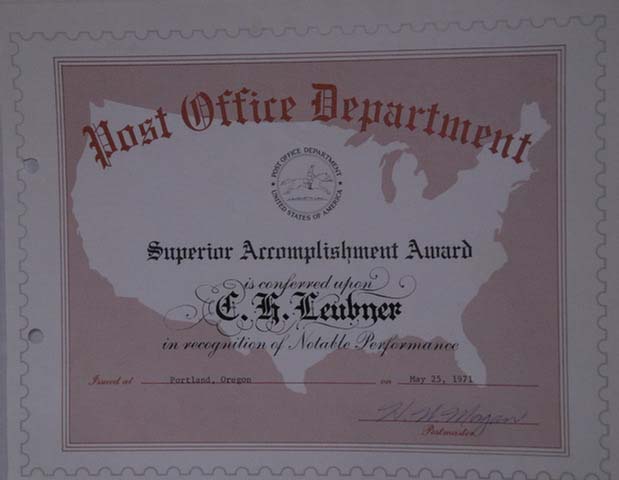 Post Office Department
POST OFFICE DEPARTMENT
UNITED STATES OF AMERICA
Superior Accomplishment Award
is conferred upon
E. H. Leubner
in recognition of Notable Performance
Issued at Portland, Oregon on May 25, 1971
Postmaster